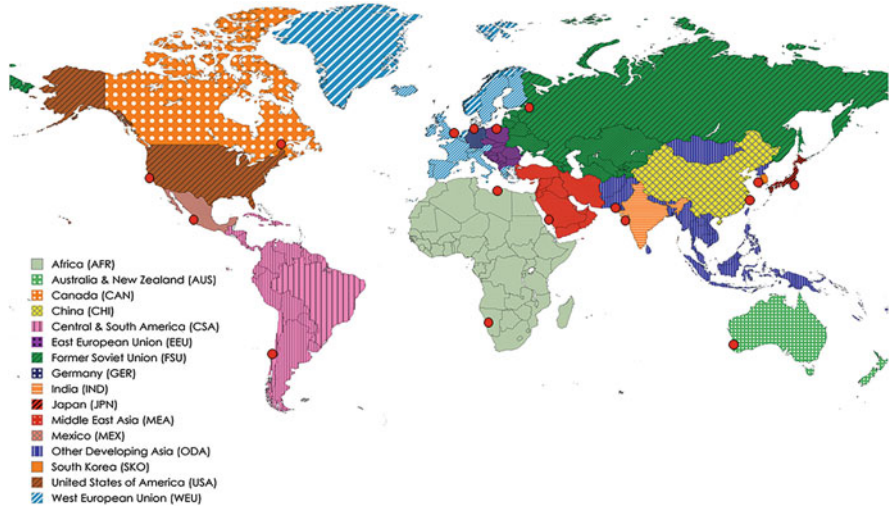 Africa (AFR)
Australia & New Zealand (AUS)
Canada (CAN)
China (CHI)
Central & South America (CSA)
East European Union (EEU)
Former Soviet Union (FSU)
Germany (GER)
India (IND)
Japan (JPN)
Middle East Asia (MEA)
Mexico (MEX)
Other Developing Asia (ODA)
South Korea (SKO)
United States of America (USA)
West European Union (WEU)